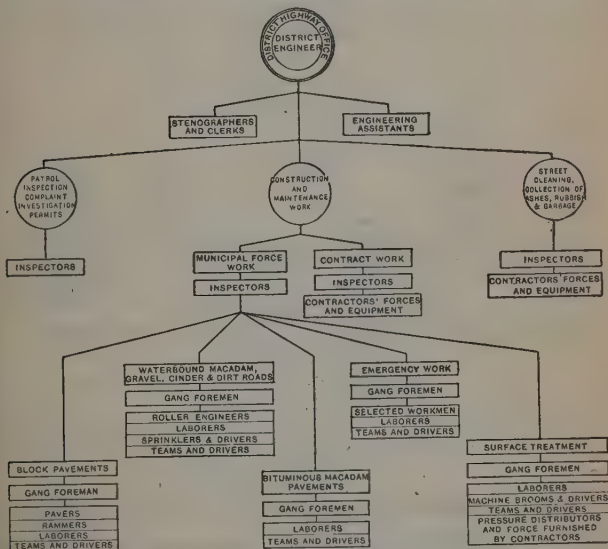 DISTRICT HIGHWAY OFFICE
DISTRICT
ENGINEER
STENOGRAPHERS
AND CLERKS
ENGINEERING
ASSISTANTS
PATROL
INSPECTION
COMPLAINT
INVESTIGATION
PERMITS
CONSTRUCTION
AND
MAINTENANCE
WORK
STREET
CLEANING,
COLLECTION OF
ASHES, RUBBISH
& GARBAGE
INSPECTORS
MUNICIPAL FORCE
WORK
INSPECTORS
CONTRACT WORK
INSPECTORS
CONTRACTORS' FORCES
AND EQUIPMENT
INSPECTORS
CONTRACTORS' FORCES
AND EQUIPMENT
BLOCK PAVEMENTS
GANG FOREMAN
PAVERS
RAMMERS
LABORERS
TEAMS AND DRIVERS
WATERBOUND MACADAM,
GRAVEL, CINDER & DIRT ROADS
GANG FOREMEN
ROLLER ENGINEERS
LABORERS
SPRINKLERS & DRIVERS
TEAMS AND DRIVERS
BITUMINOUS MACADAM
PAVEMENTS
GANG FOREMEN
LABORERS
TEAMS AND DRIVERS
EMERGENCY WORK
GANG FOREMEN
SELECTED WORKMEN
LABORERS
TEAMS AND DRIVERS
SURFACE TREATMENT
GANG FOREMEN
LABORERS
MACHINE BROOMS & DRIVERS
TEAMS AND DRIVERS
PRESSURE DISTRIBUTORS
AND FORCE FURNISHED
BY CONTRACTORS